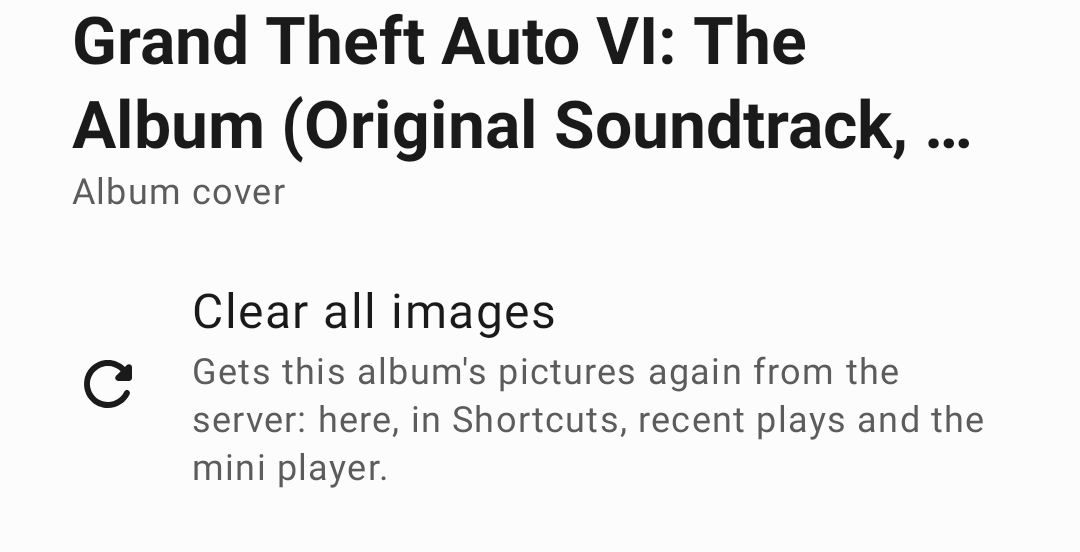 Grand Theft Auto VI: The
Album (Original Soundtrack, …
Album cover
Clear all images
Gets this album's pictures again from the
server: here, in Shortcuts, recent plays and the
mini player.